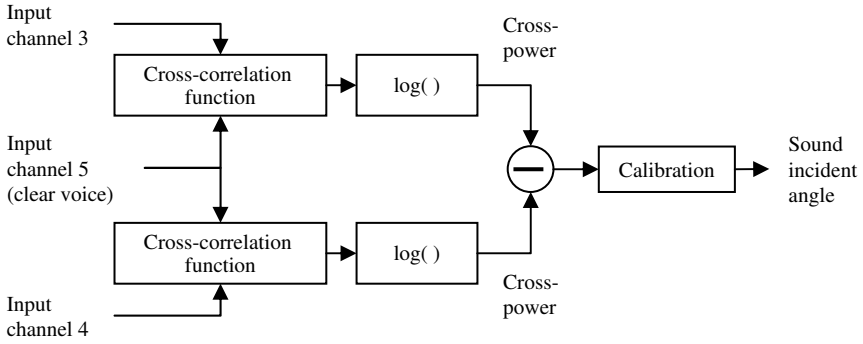 Input
channel 3
Cross-correlation
function
log( )
Cross-
power
Input
channel 5
(clear voice)
Calibration
Sound
incident
angle
Cross-correlation
function
log( )
Cross-
power
Input
channel 4